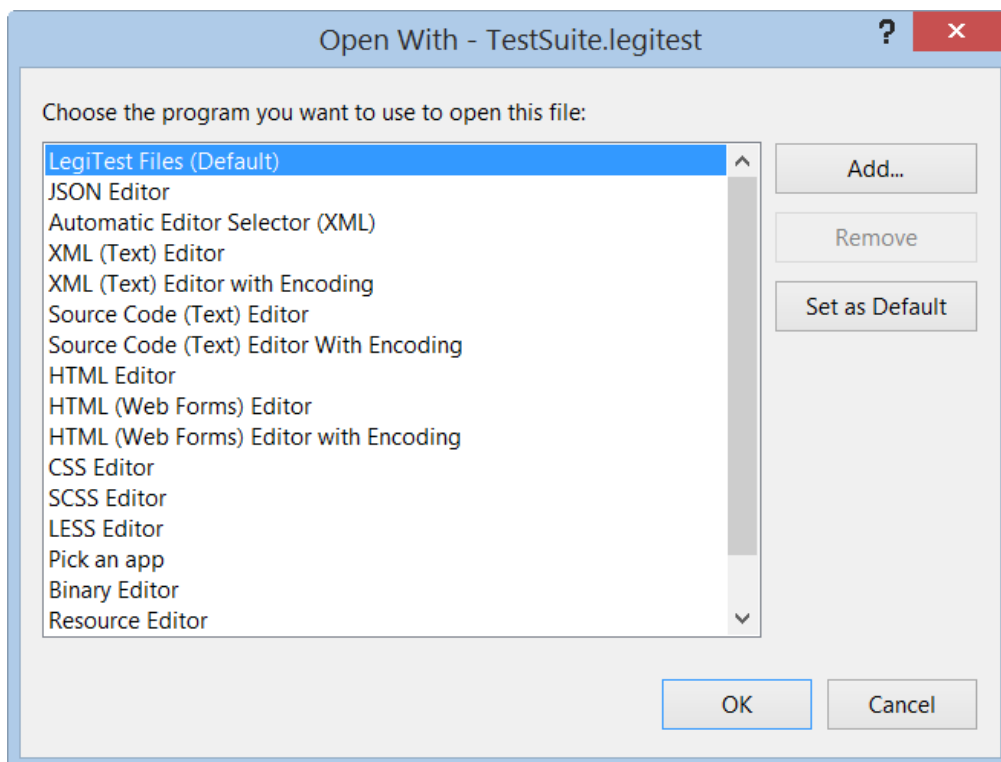 Open With - TestSuite.legitest
?
Choose the program you want to use to open this file:
LegiTest Files (Default)
JSON Editor
Automatic Editor Selector (XML)
XML (Text) Editor
XML (Text) Editor with Encoding
Source Code (Text) Editor
Source Code (Text) Editor With Encoding
HTML Editor
HTML (Web Forms) Editor
HTML (Web Forms) Editor with Encoding
CSS Editor
SCSS Editor
LESS Editor
Pick an app
Binary Editor
Resource Editor
Add...
Remove
Set as Default
OK
Cancel